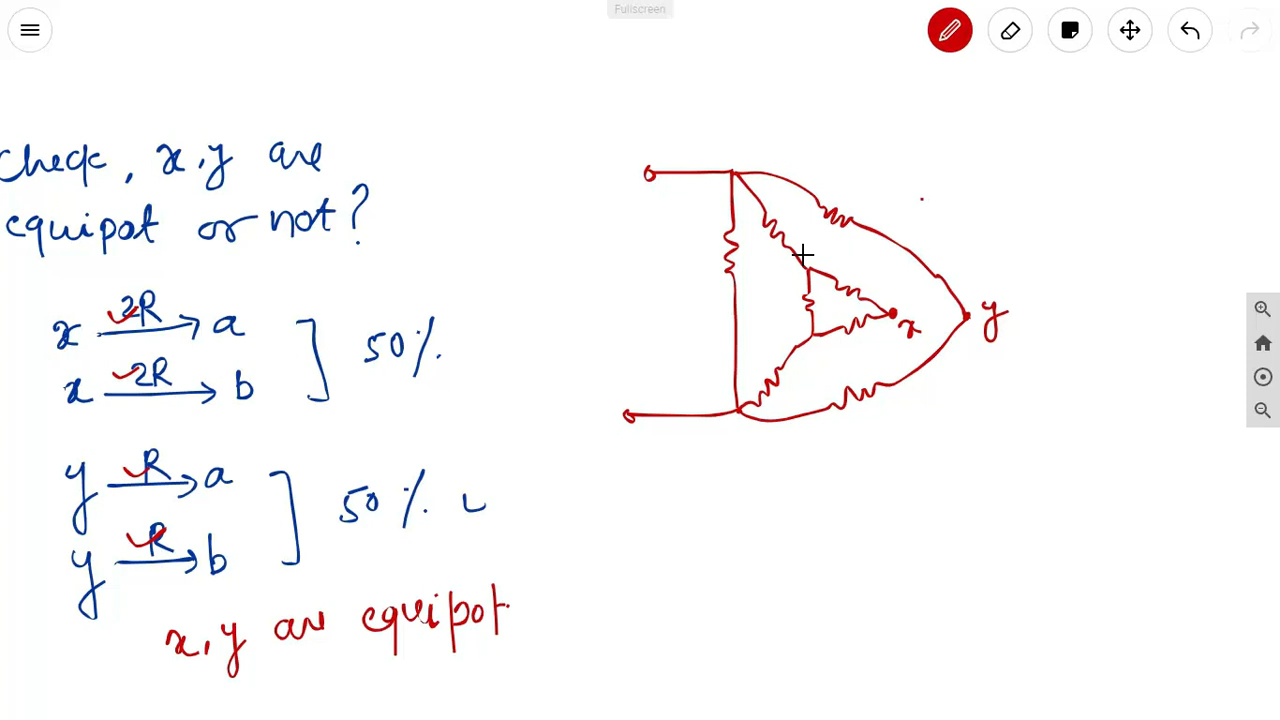 Fullscreen
check, x,y are
equipot or not?
x 2R→ a
x 2R→ b
] 50%
y R→ a
y R→ b
] 50%
x,y are equipot.
x
y